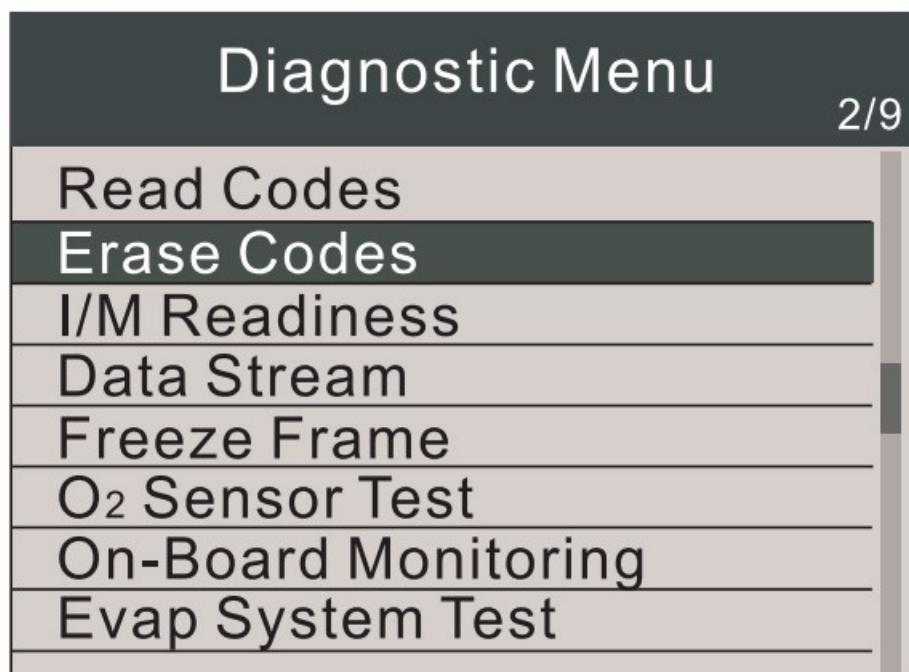 Diagnostic Menu
2/9
Read Codes
Erase Codes
I/M Readiness
Data Stream
Freeze Frame
O₂ Sensor Test
On-Board Monitoring
Evap System Test